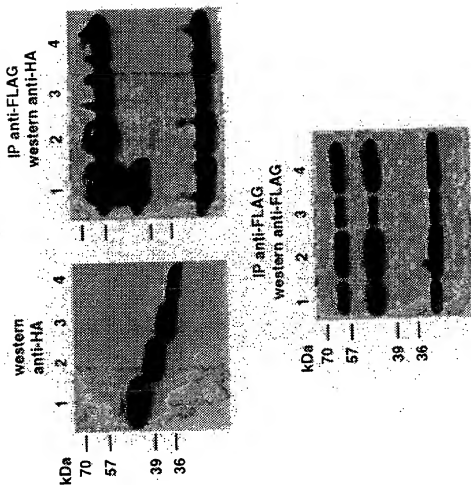 western
anti-HA
kDa
70
57
39
36
1 2 3 4
IP anti-FLAG
western anti-HA
1 2 3 4
IP anti-FLAG
western anti-FLAG
kDa
70
57
39
36
1 2 3 4